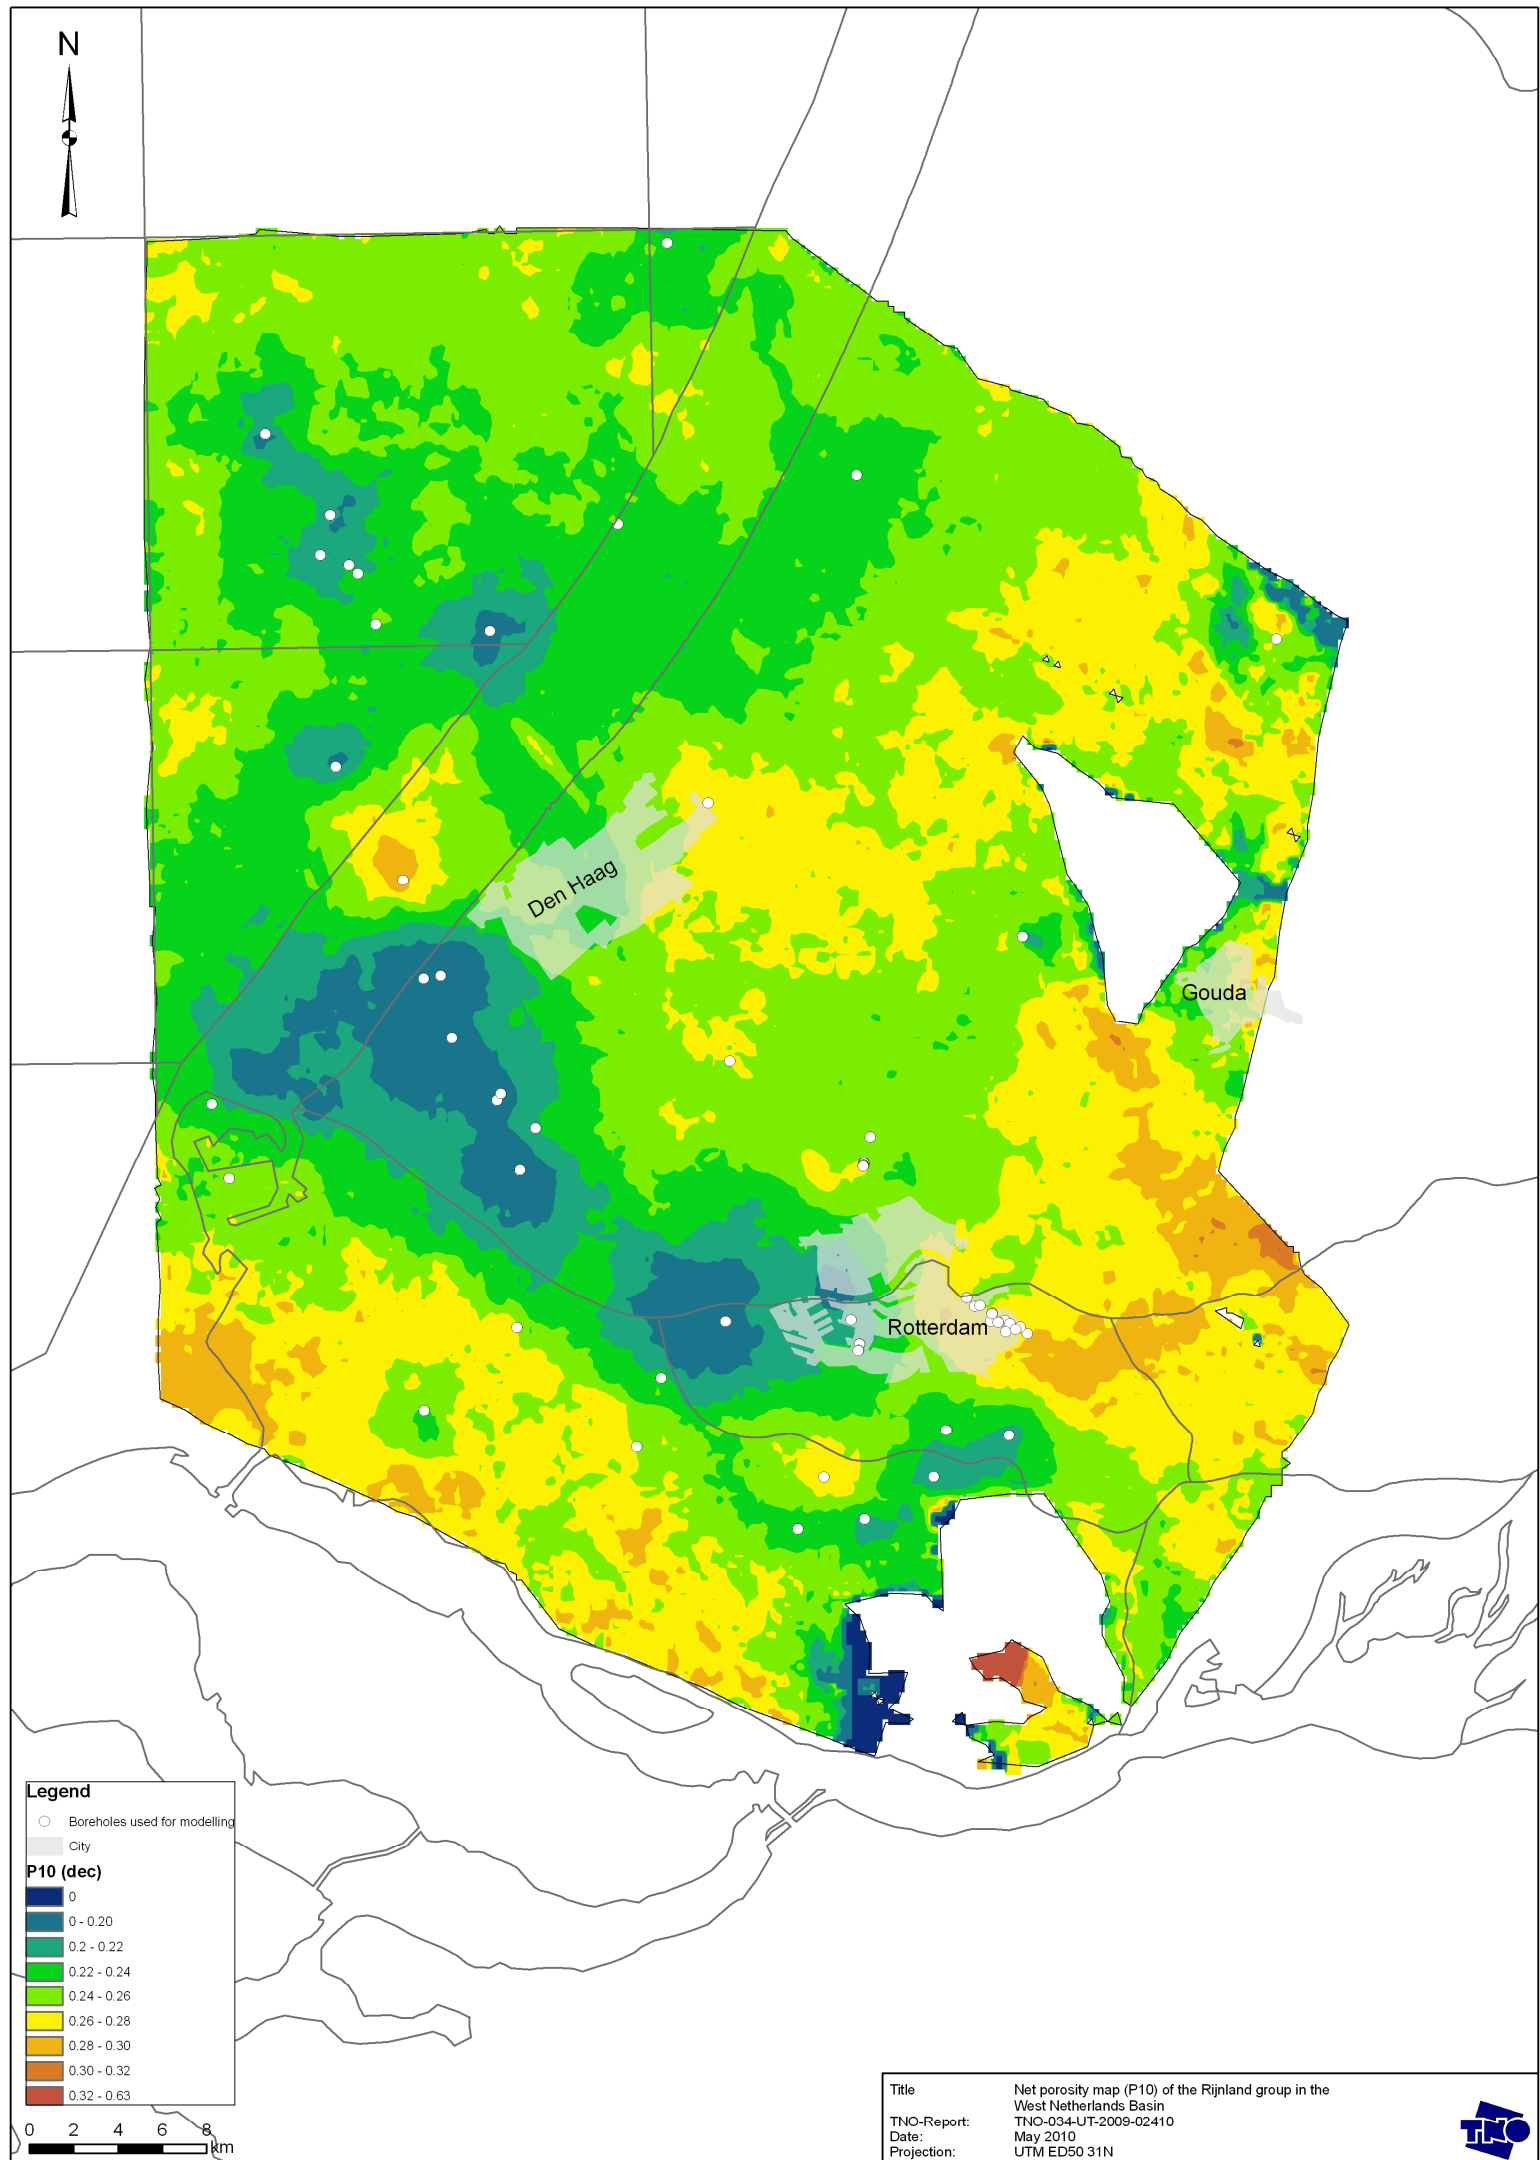 N
Den Haag
Gouda
Rotterdam
Legend
Boreholes used for modelling
City
P10 (dec)
0
0 - 0.20
0.2 - 0.22
0.22 - 0.24
0.24 - 0.26
0.26 - 0.28
0.28 - 0.30
0.30 - 0.32
0.32 - 0.63
0 2 4 6 8
km
Title Net porosity map (P10) of the Rijnland group in the
West Netherlands Basin
TNO-Report: TNO-034-UT-2009-02410
Date: May 2010
Projection: UTM ED50 31N
TNO